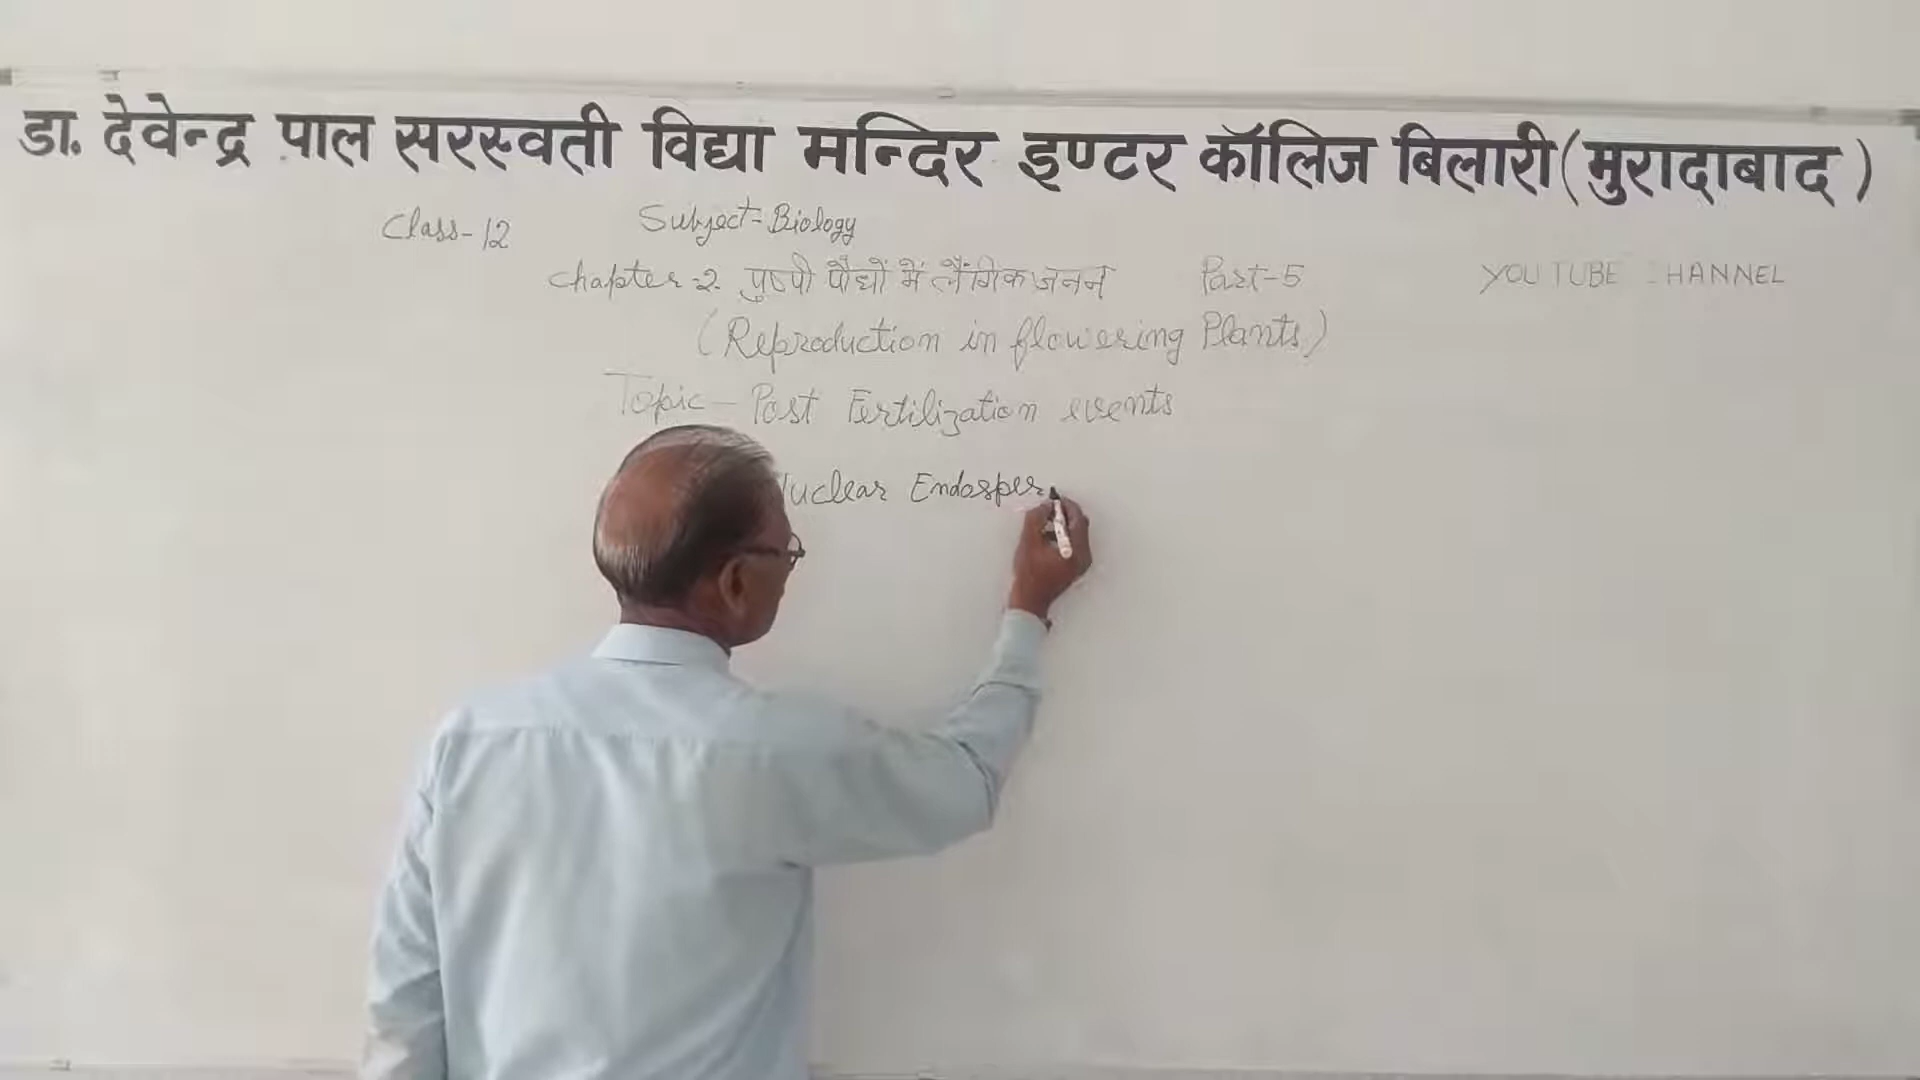 डा. देवेन्द्र पाल सरस्वती विद्या मन्दिर इण्टर कॉलिज बिलारी (मुरादाबाद)
Class-12 Subject-Biology
Chapter-2. पुष्पी पौधों में लैंगिक जनन Part-5 YOUTUBE CHANNEL
(Reproduction in flowering Plants)
Topic - Post Fertilization events
Nuclear Endosper